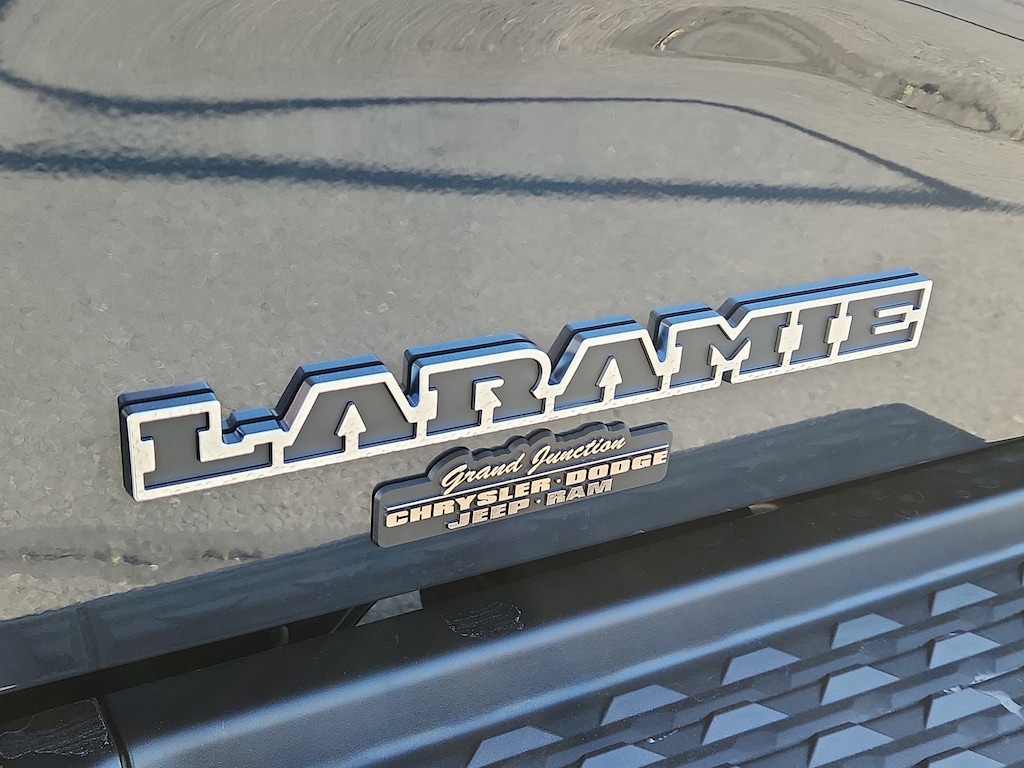 LARAMIE
Grand Junction
CHRYSLER·DODGE
JEEP·RAM